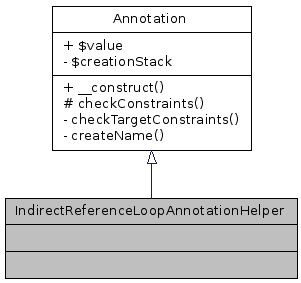 Annotation
+ $value
- $creationStack
+ __construct()
# checkConstraints()
- checkTargetConstraints()
- createName()
IndirectReferenceLoopAnnotationHelper